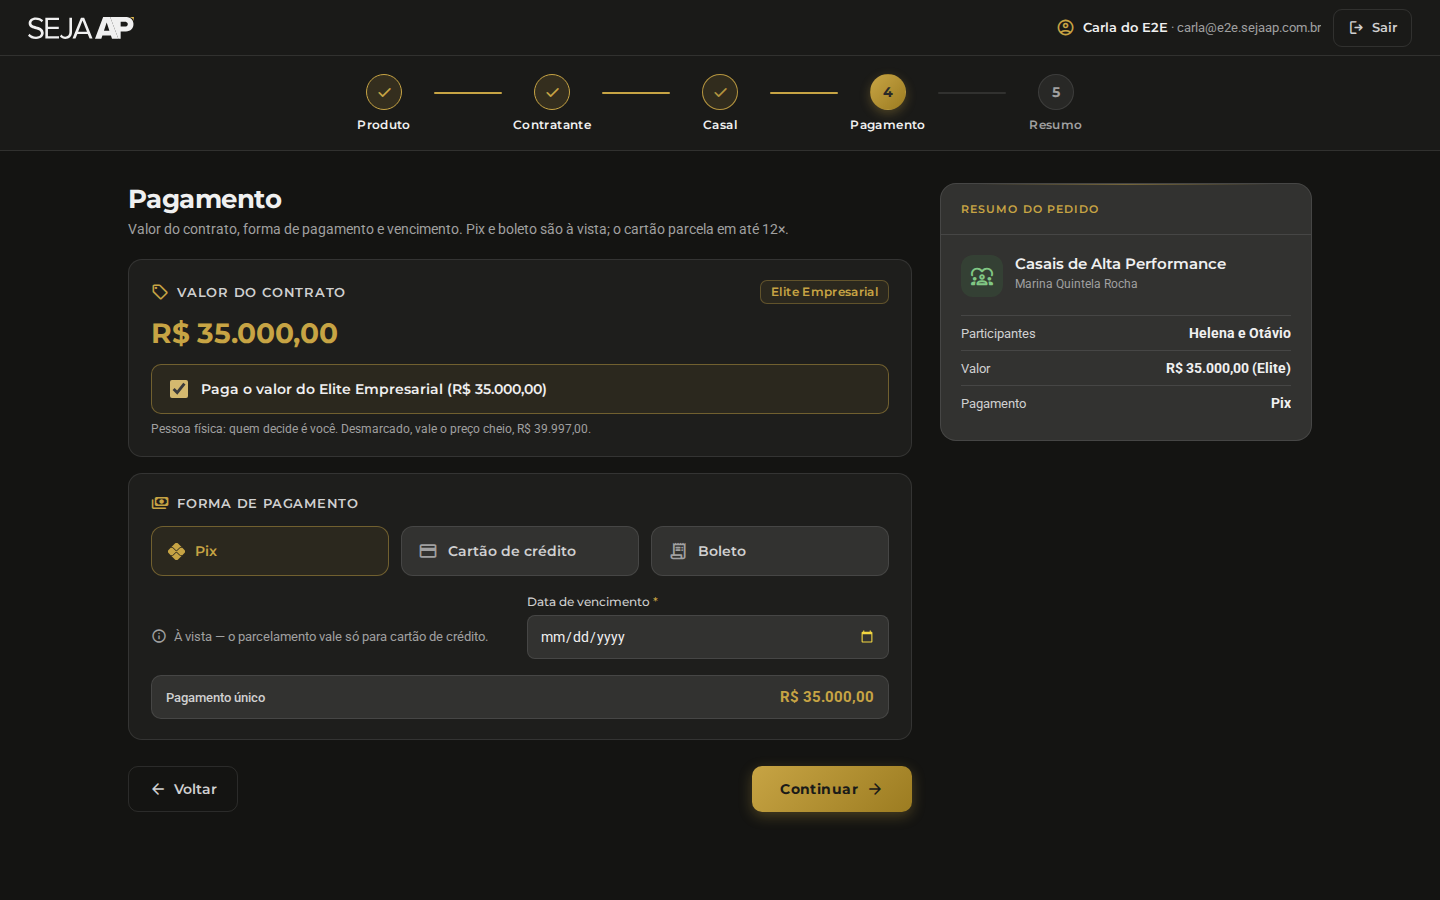 SEJA AP
Carla do E2E · carla@e2e.sejaap.com.br
Sair
Produto
Contratante
Casal
4
Pagamento
5
Resumo
Pagamento
Valor do contrato, forma de pagamento e vencimento. Pix e boleto são à vista; o cartão parcela em até 12×.
VALOR DO CONTRATO
Elite Empresarial
R$ 35.000,00
Paga o valor do Elite Empresarial (R$ 35.000,00)
Pessoa física: quem decide é você. Desmarcado, vale o preço cheio, R$ 39.997,00.
FORMA DE PAGAMENTO
Pix
Cartão de crédito
Boleto
Data de vencimento *
À vista — o parcelamento vale só para cartão de crédito.
mm/dd/yyyy
Pagamento único
R$ 35.000,00
Voltar
Continuar
RESUMO DO PEDIDO
Casais de Alta Performance
Marina Quintela Rocha
Participantes
Helena e Otávio
Valor
R$ 35.000,00 (Elite)
Pagamento
Pix